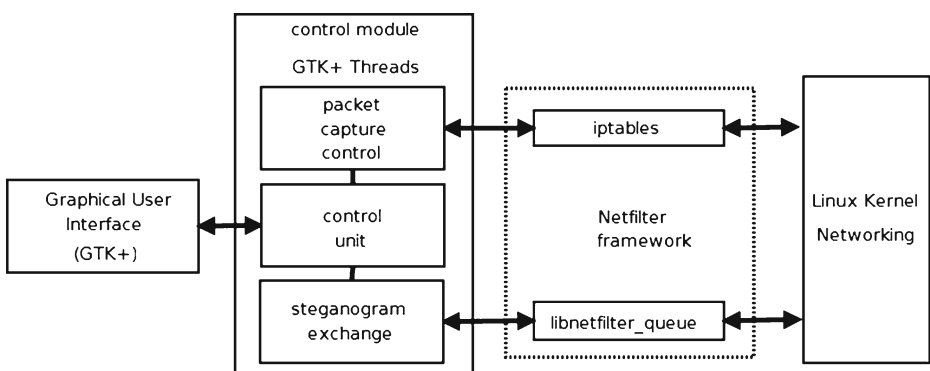 control module
GTK+ Threads
packet
capture
control
iptables
Graphical User
Interface
(GTK+)
control
unit
Netfilter
framework
Linux Kernel
Networking
steganogram
exchange
libnetfilter_queue